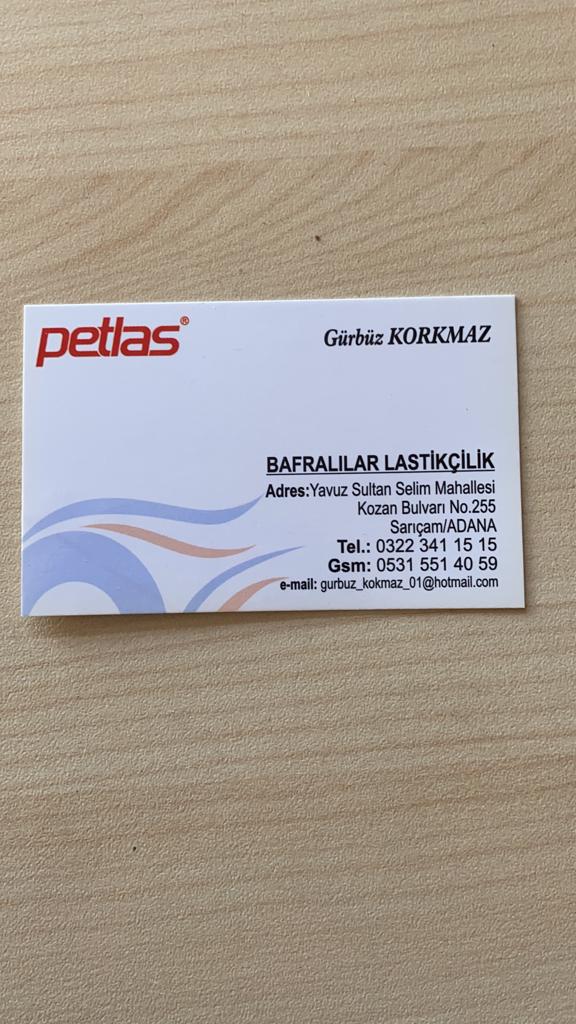 petlas®
Gürbüz KORKMAZ
BAFRALILAR LASTİKÇİLİK
Adres:Yavuz Sultan Selim Mahallesi
Kozan Bulvarı No.255
Sarıçam/ADANA
Tel.: 0322 341 15 15
Gsm: 0531 551 40 59
e-mail: gurbuz_kokmaz_01@hotmail.com